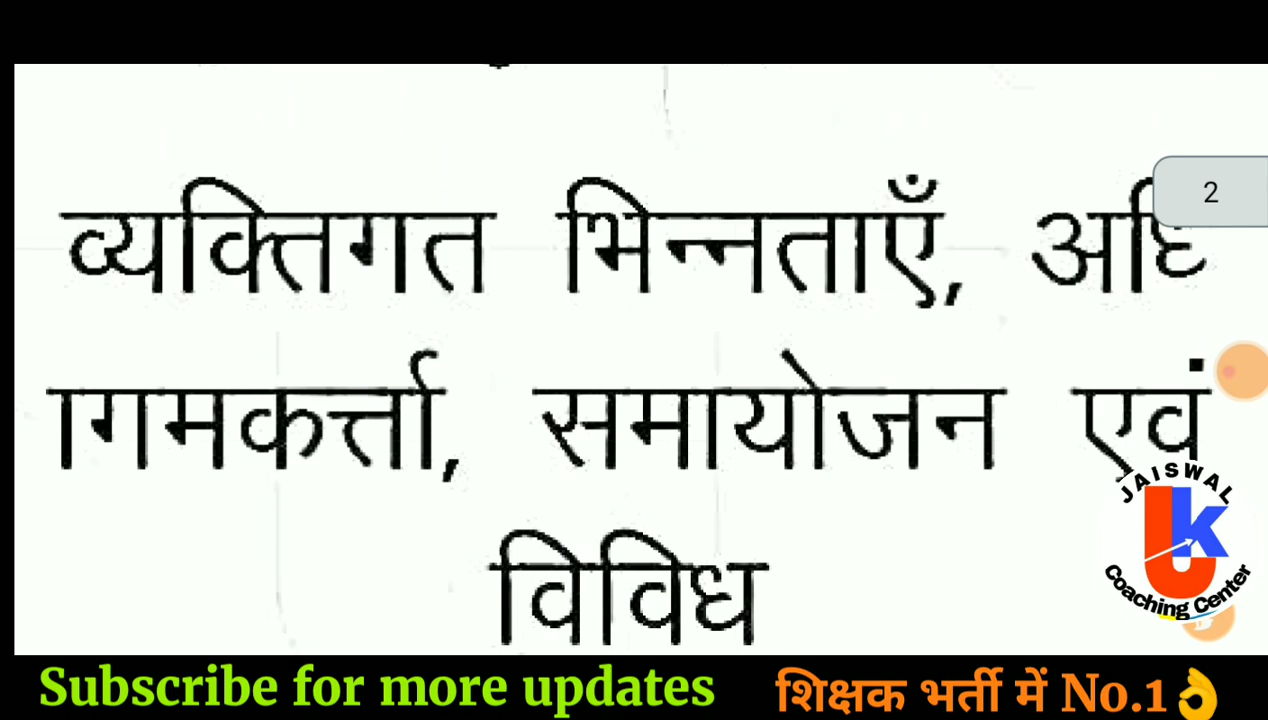 2
व्यक्तिगत भिन्नताएँ, अधि
गमकर्त्ता, समायोजन एवं
विविध
JAISWAL
Jk
Coaching Center
Subscribe for more updates
शिक्षक भर्ती में No.1👌